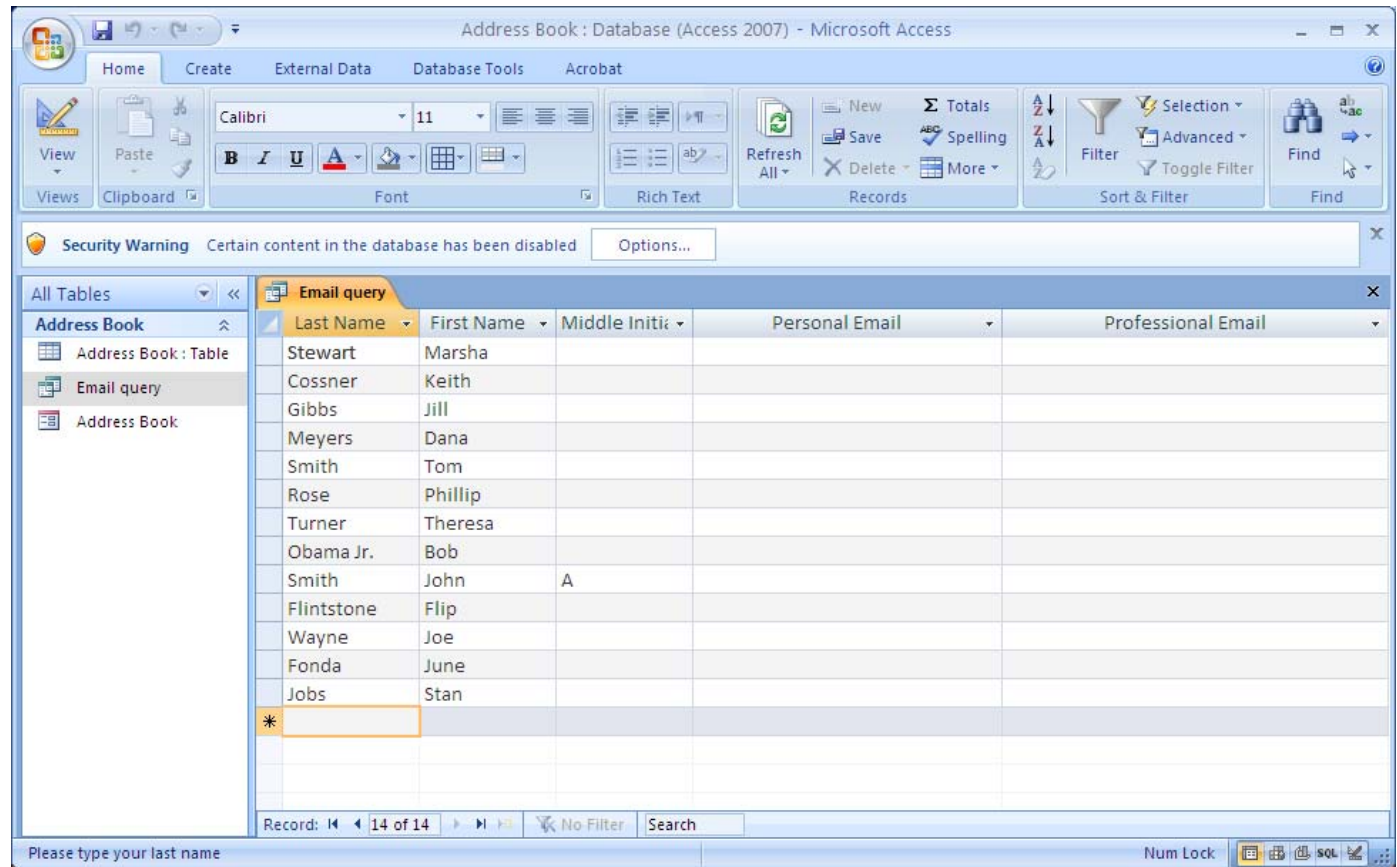 Address Book : Database (Access 2007) - Microsoft Access
Home Create External Data Database Tools Acrobat
View
Views
Paste
Clipboard
Calibri 11
B I U A
Font
ab
Rich Text
Refresh All
New
Save
Delete
Σ Totals
ABC Spelling
More
Records
A Z
Z A
A Z
Filter
Selection
Advanced
Toggle Filter
Sort & Filter
Find
ab ac
Find
Security Warning Certain content in the database has been disabled Options...
All Tables
Address Book
Address Book : Table
Email query
Address Book
Email query
Last Name First Name Middle Initia Personal Email Professional Email
Stewart Marsha
Cossner Keith
Gibbs Jill
Meyers Dana
Smith Tom
Rose Phillip
Turner Theresa
Obama Jr. Bob
Smith John A
Flintstone Flip
Wayne Joe
Fonda June
Jobs Stan
Record: 14 of 14 No Filter Search
Please type your last name Num Lock SQL